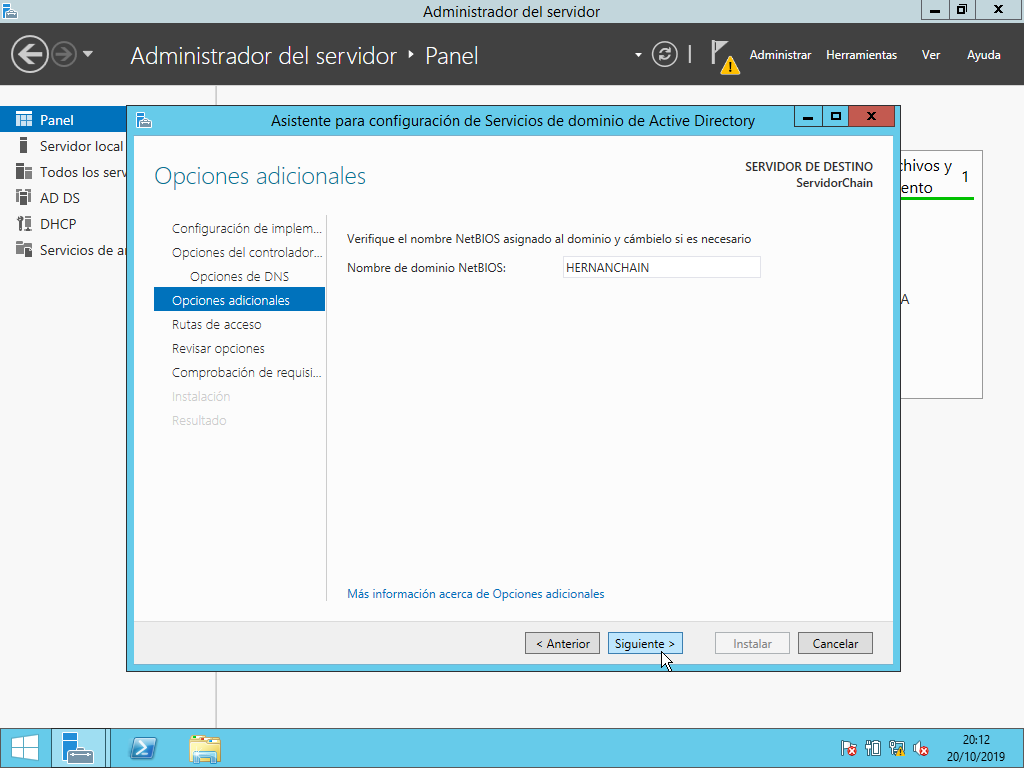 Administrador del servidor
Administrador del servidor ‣ Panel
Administrar Herramientas Ver Ayuda
Panel
Servidor local
Todos los serv
AD DS
DHCP
Servicios de a
chivos y
ento
1
A
Asistente para configuración de Servicios de dominio de Active Directory
Opciones adicionales
SERVIDOR DE DESTINO
ServidorChain
Configuración de implem...
Opciones del controlador...
Opciones de DNS
Opciones adicionales
Rutas de acceso
Revisar opciones
Comprobación de requisi...
Instalación
Resultado
Verifique el nombre NetBIOS asignado al dominio y cámbielo si es necesario
Nombre de dominio NetBIOS: HERNANCHAIN
Más información acerca de Opciones adicionales
< Anterior Siguiente > Instalar Cancelar
20:12
20/10/2019